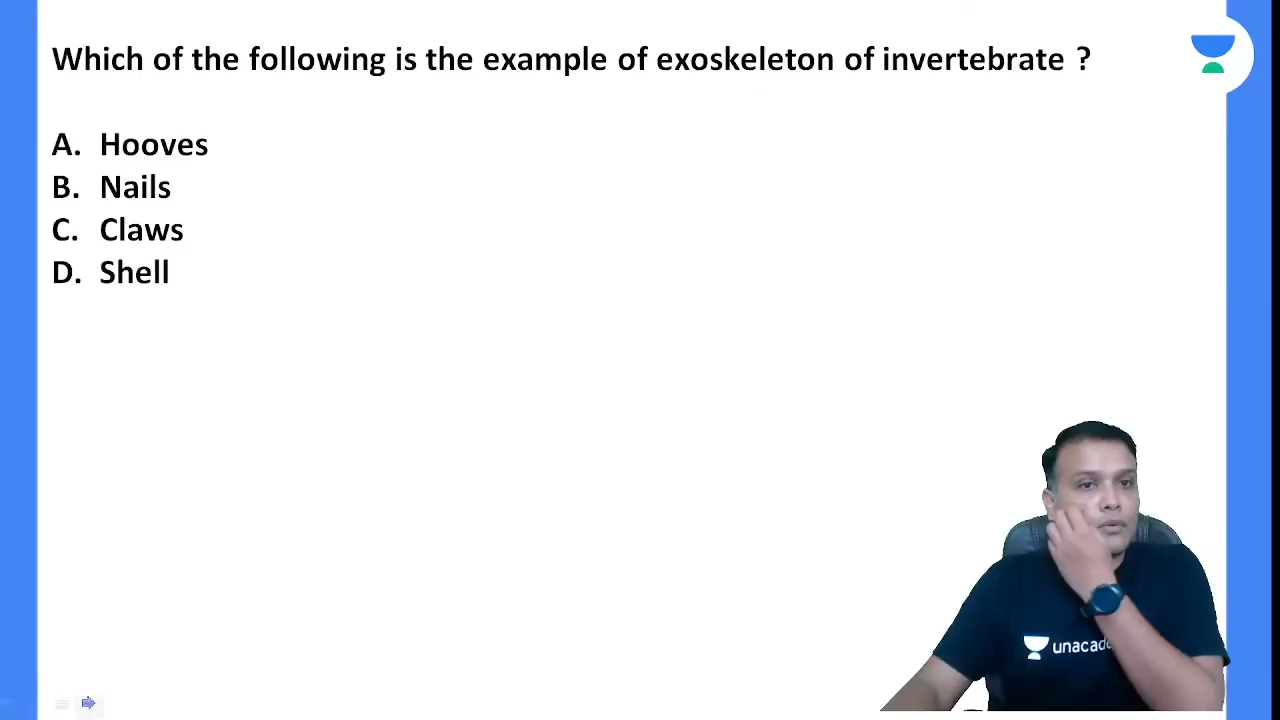 Which of the following is the example of exoskeleton of invertebrate ?
A. Hooves
B. Nails
C. Claws
D. Shell